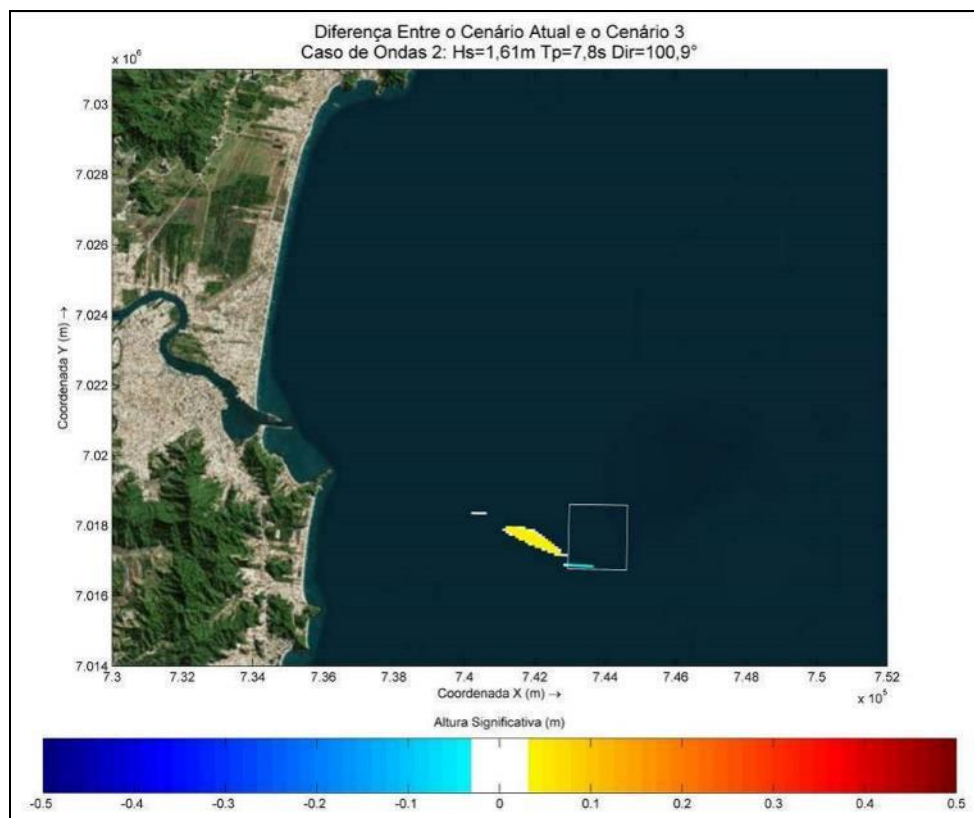 Diferença Entre o Cenário Atual e o Cenário 3
Caso de Ondas 2: Hs=1,61m Tp=7,8s Dir=100,9°
x 10⁶
7.03
7.028
7.026
7.024
7.022
7.02
7.018
7.016
7.014
Coordenada Y (m) →
7.3 7.32 7.34 7.36 7.38 7.4 7.42 7.44 7.46 7.48 7.5 7.52
Coordenada X (m) →
x 10⁵
Altura Significativa (m)
-0.5 -0.4 -0.3 -0.2 -0.1 0 0.1 0.2 0.3 0.4 0.5